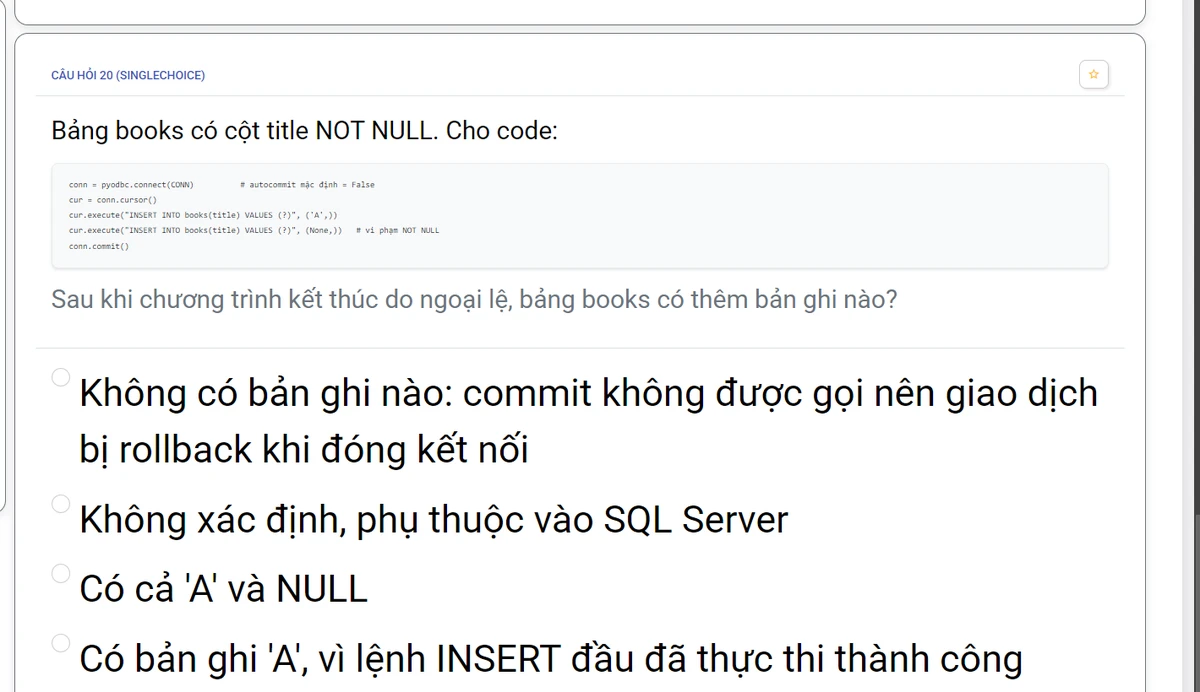 CÂU HỎI 20 (SINGLECHOICE)
Bảng books có cột title NOT NULL. Cho code:
conn = pyodbc.connect(CONN)          # autocommit mặc định = False
cur = conn.cursor()
cur.execute("INSERT INTO books(title) VALUES (?)", ('A',))
cur.execute("INSERT INTO books(title) VALUES (?)", (None,))   # vi phạm NOT NULL
conn.commit()
Sau khi chương trình kết thúc do ngoại lệ, bảng books có thêm bản ghi nào?
Không có bản ghi nào: commit không được gọi nên giao dịch
bị rollback khi đóng kết nối
Không xác định, phụ thuộc vào SQL Server
Có cả 'A' và NULL
Có bản ghi 'A', vì lệnh INSERT đầu đã thực thi thành công